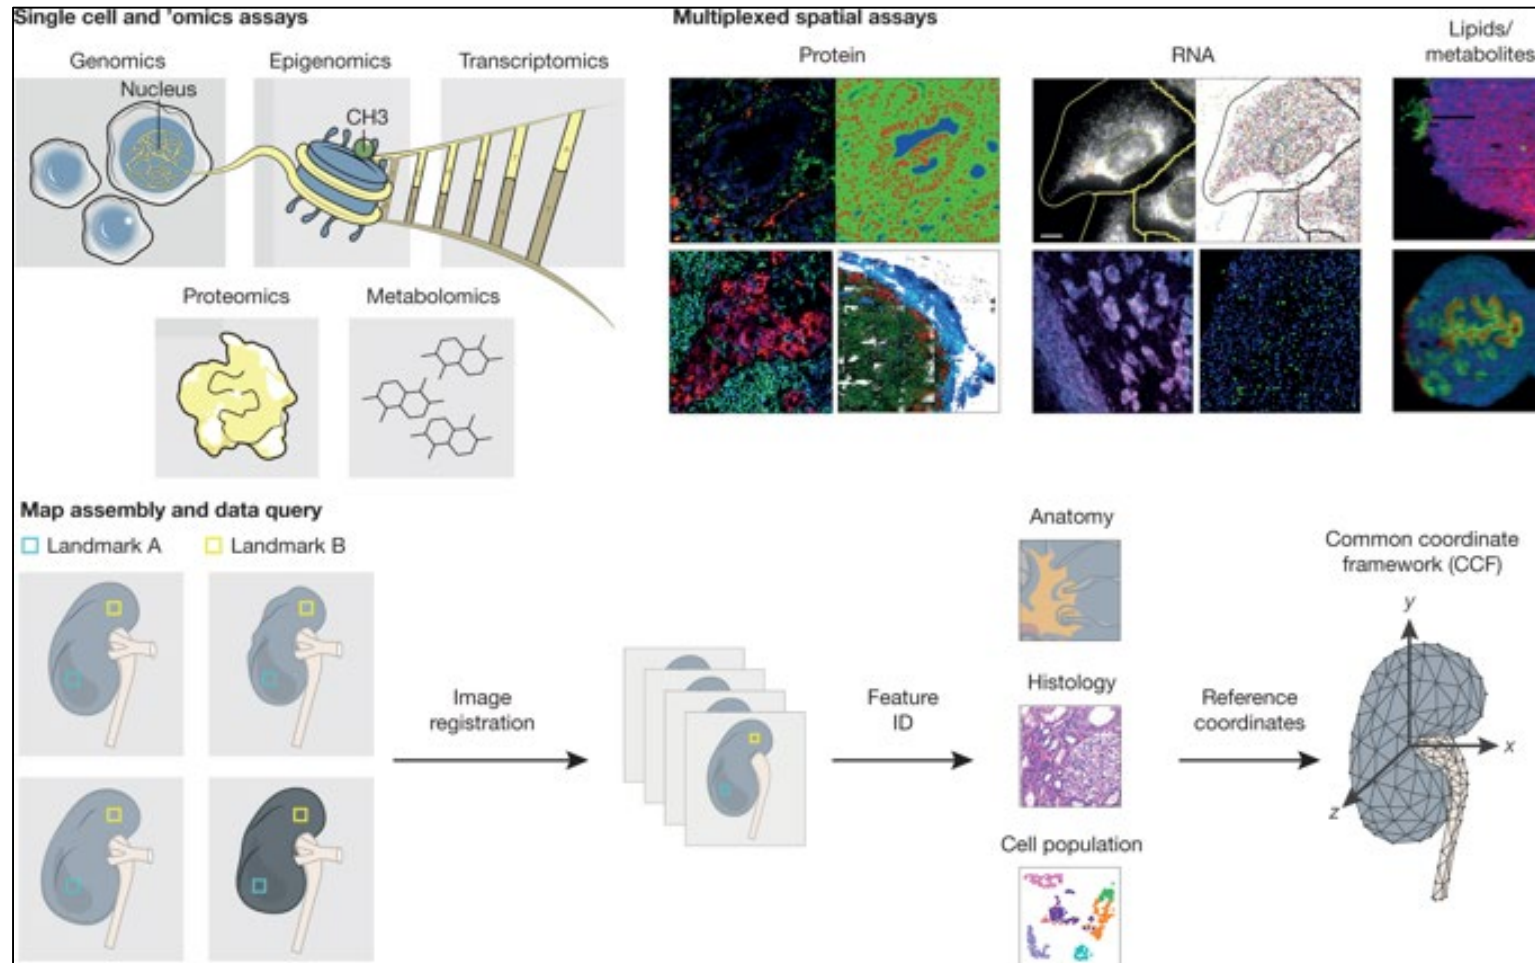 Single cell and 'omics assays
Genomics
Epigenomics
Transcriptomics
Nucleus
CH3
Proteomics
Metabolomics
Multiplexed spatial assays
Protein
RNA
Lipids/
metabolites
Map assembly and data query
Landmark A
Landmark B
Image
registration
Feature
ID
Anatomy
Histology
Cell population
Reference
coordinates
Common coordinate
framework (CCF)
y
x
z